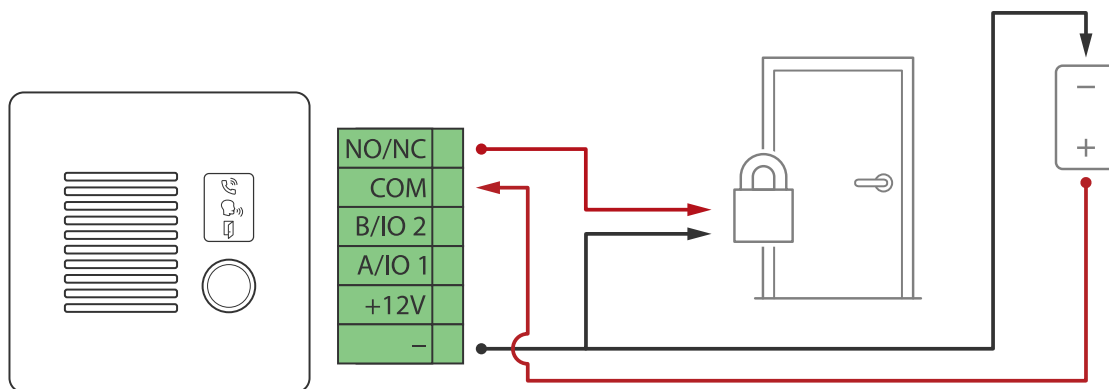 NO/NC
COM
B/IO 2
A/IO 1
+12V
–
–
+